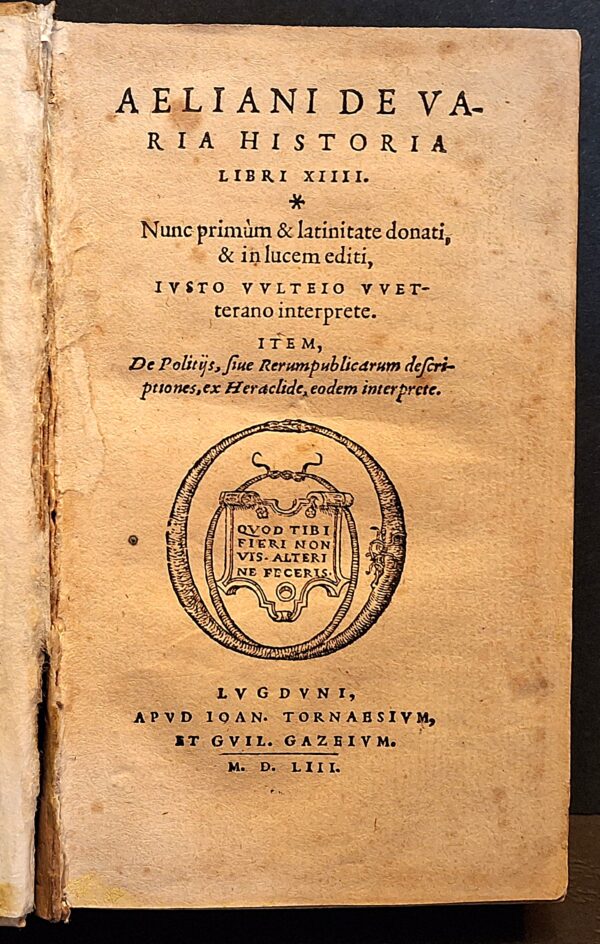 AELIANI DE VA-
RIA HISTORIA
LIBRI XIIII.
*
Nunc primùm & latinitate donati,
& in lucem editi,
IVSTO VVLTEIO VVET-
terano interprete.
ITEM,
De Politijs, siue Rerumpublicarum descri-
ptiones, ex Heraclide, eodem interprete.
QVOD TIBI
FIERI NON
VIS. ALTERI
NE FECERIS.
LVGDVNI,
APVD IOAN. TORNAESIVM,
ET GVIL. GAZEIVM.
M. D. LIII.